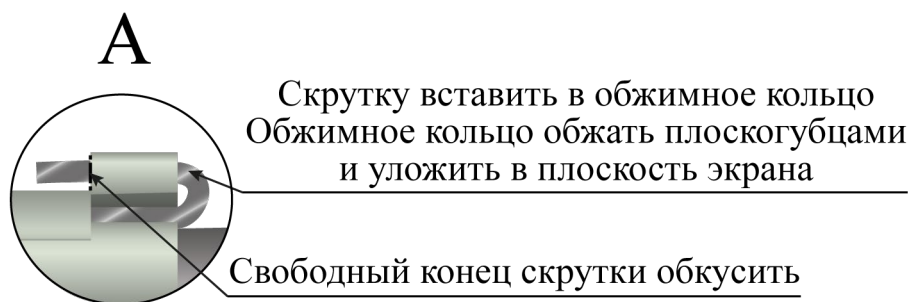 А
Скрутку вставить в обжимное кольцо
Обжимное кольцо обжать плоскогубцами
и уложить в плоскость экрана
Свободный конец скрутки обкусить